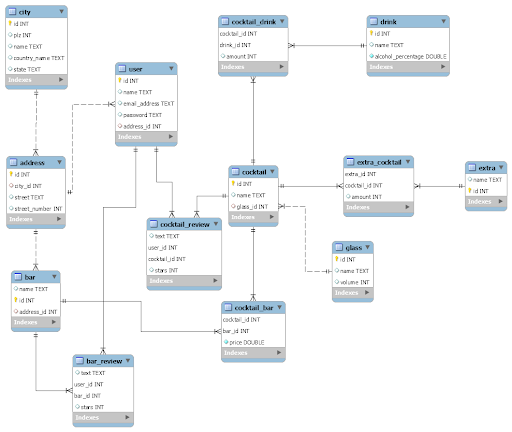 city
id INT
plz INT
name TEXT
country_name TEXT
state TEXT
Indexes
user
id INT
name TEXT
email_address TEXT
password TEXT
address_id INT
Indexes
cocktail_drink
cocktail_id INT
drink_id INT
amount INT
Indexes
drink
id INT
name TEXT
alcohol_percentage DOUBLE
Indexes
address
id INT
city_id INT
street TEXT
street_number INT
Indexes
cocktail
id INT
name TEXT
glass_id INT
Indexes
extra_cocktail
extra_id INT
cocktail_id INT
amount INT
Indexes
extra
name TEXT
id INT
Indexes
cocktail_review
text TEXT
user_id INT
cocktail_id INT
stars INT
Indexes
glass
id INT
name TEXT
volume INT
Indexes
bar
name TEXT
id INT
address_id INT
Indexes
cocktail_bar
cocktail_id INT
bar_id INT
price DOUBLE
Indexes
bar_review
text TEXT
user_id INT
bar_id INT
stars INT
Indexes